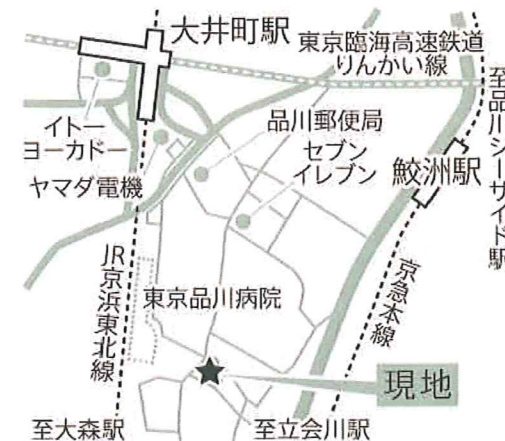 大井町駅
東京臨海高速鉄道
りんかい線
至品川シーサイド駅
イトー
ヨーカドー
品川郵便局
セブン
イレブン
ヤマダ電機
鮫洲駅
JR京浜東北線
東京品川病院
京急本線
現地
至大森駅
至立会川駅